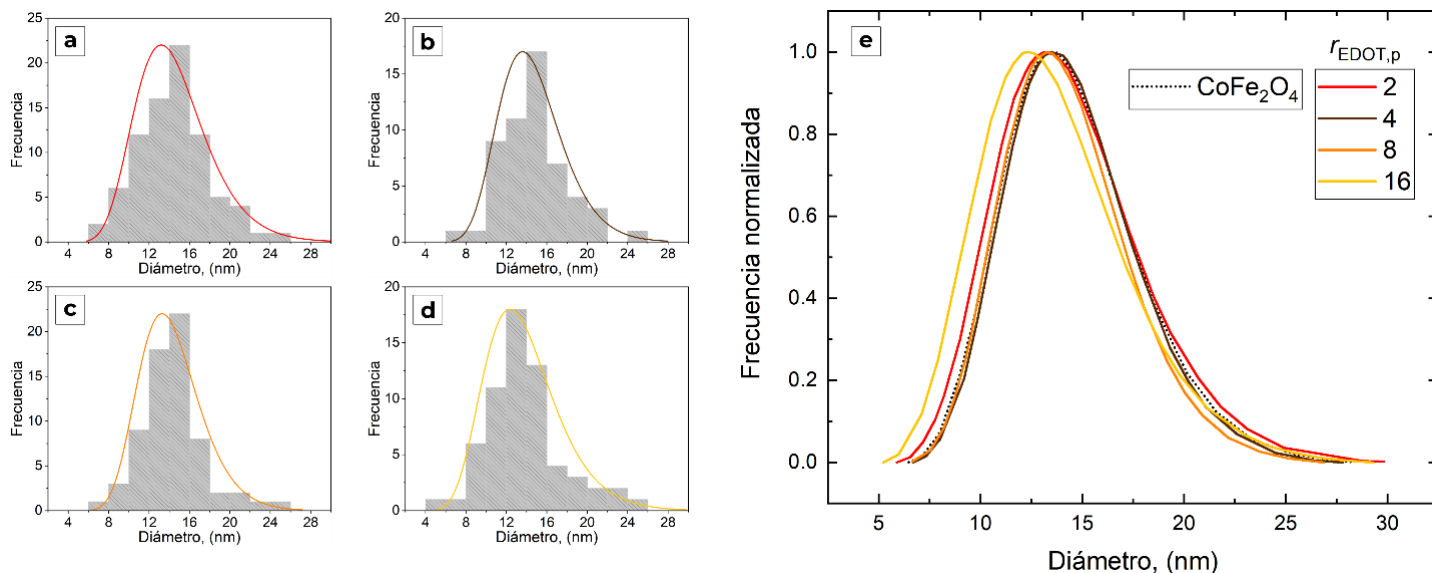 a
Frecuencia
25
20
15
10
5
0
4 8 12 16 20 24 28
Diámetro, (nm)
b
Frecuencia
20
15
10
5
0
4 8 12 16 20 24 28
Diámetro, (nm)
c
Frecuencia
25
20
15
10
5
0
4 8 12 16 20 24 28
Diámetro, (nm)
d
Frecuencia
20
15
10
5
0
4 8 12 16 20 24 28
Diámetro, (nm)
e
Frecuencia normalizada
1.0
0.8
0.6
0.4
0.2
0.0
5 10 15 20 25 30
Diámetro, (nm)
CoFe₂O₄
r_EDOT,p
2
4
8
16